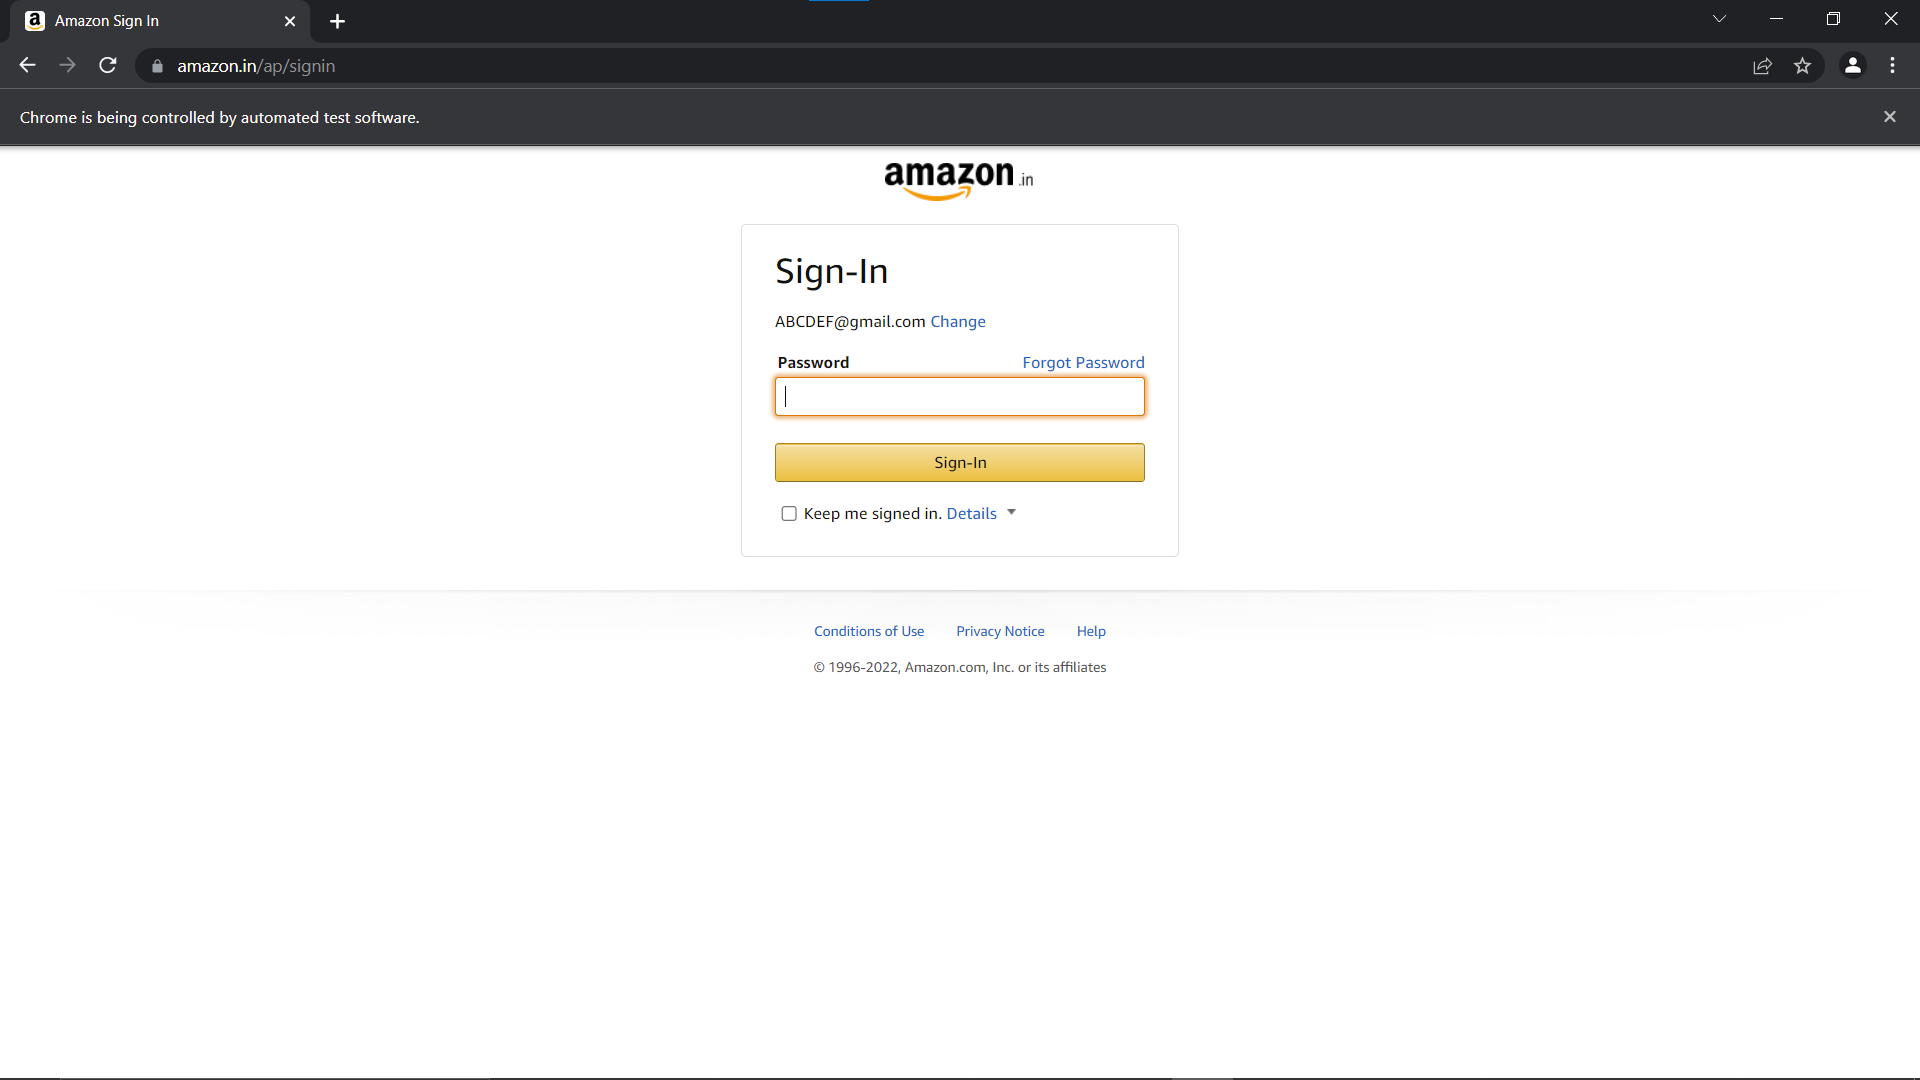 Amazon Sign In
amazon.in/ap/signin
Chrome is being controlled by automated test software.
amazon.in
Sign-In
ABCDEF@gmail.com Change
Password Forgot Password
Sign-In
Keep me signed in. Details
Conditions of Use Privacy Notice Help
© 1996-2022, Amazon.com, Inc. or its affiliates